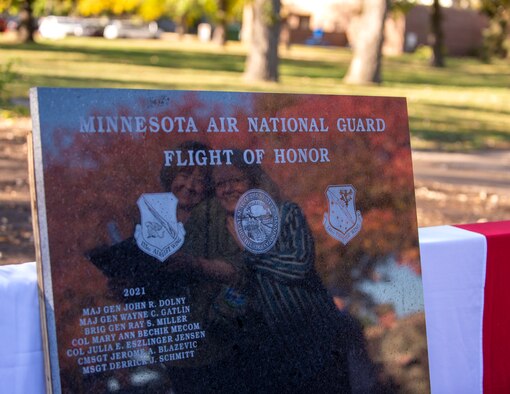 MINNESOTA AIR NATIONAL GUARD
FLIGHT OF HONOR
2021
MAJ GEN JOHN R. DOLNY
MAJ GEN WAYNE C. GATLIN
BRIG GEN RAY S. MILLER
COL MARY ANN BECHIK MECOM
COL JULIA E. ESZLINGER JENSEN
CMSGT JEROME A. BLAZEVIC
MSGT DERRICK J. SCHMITT